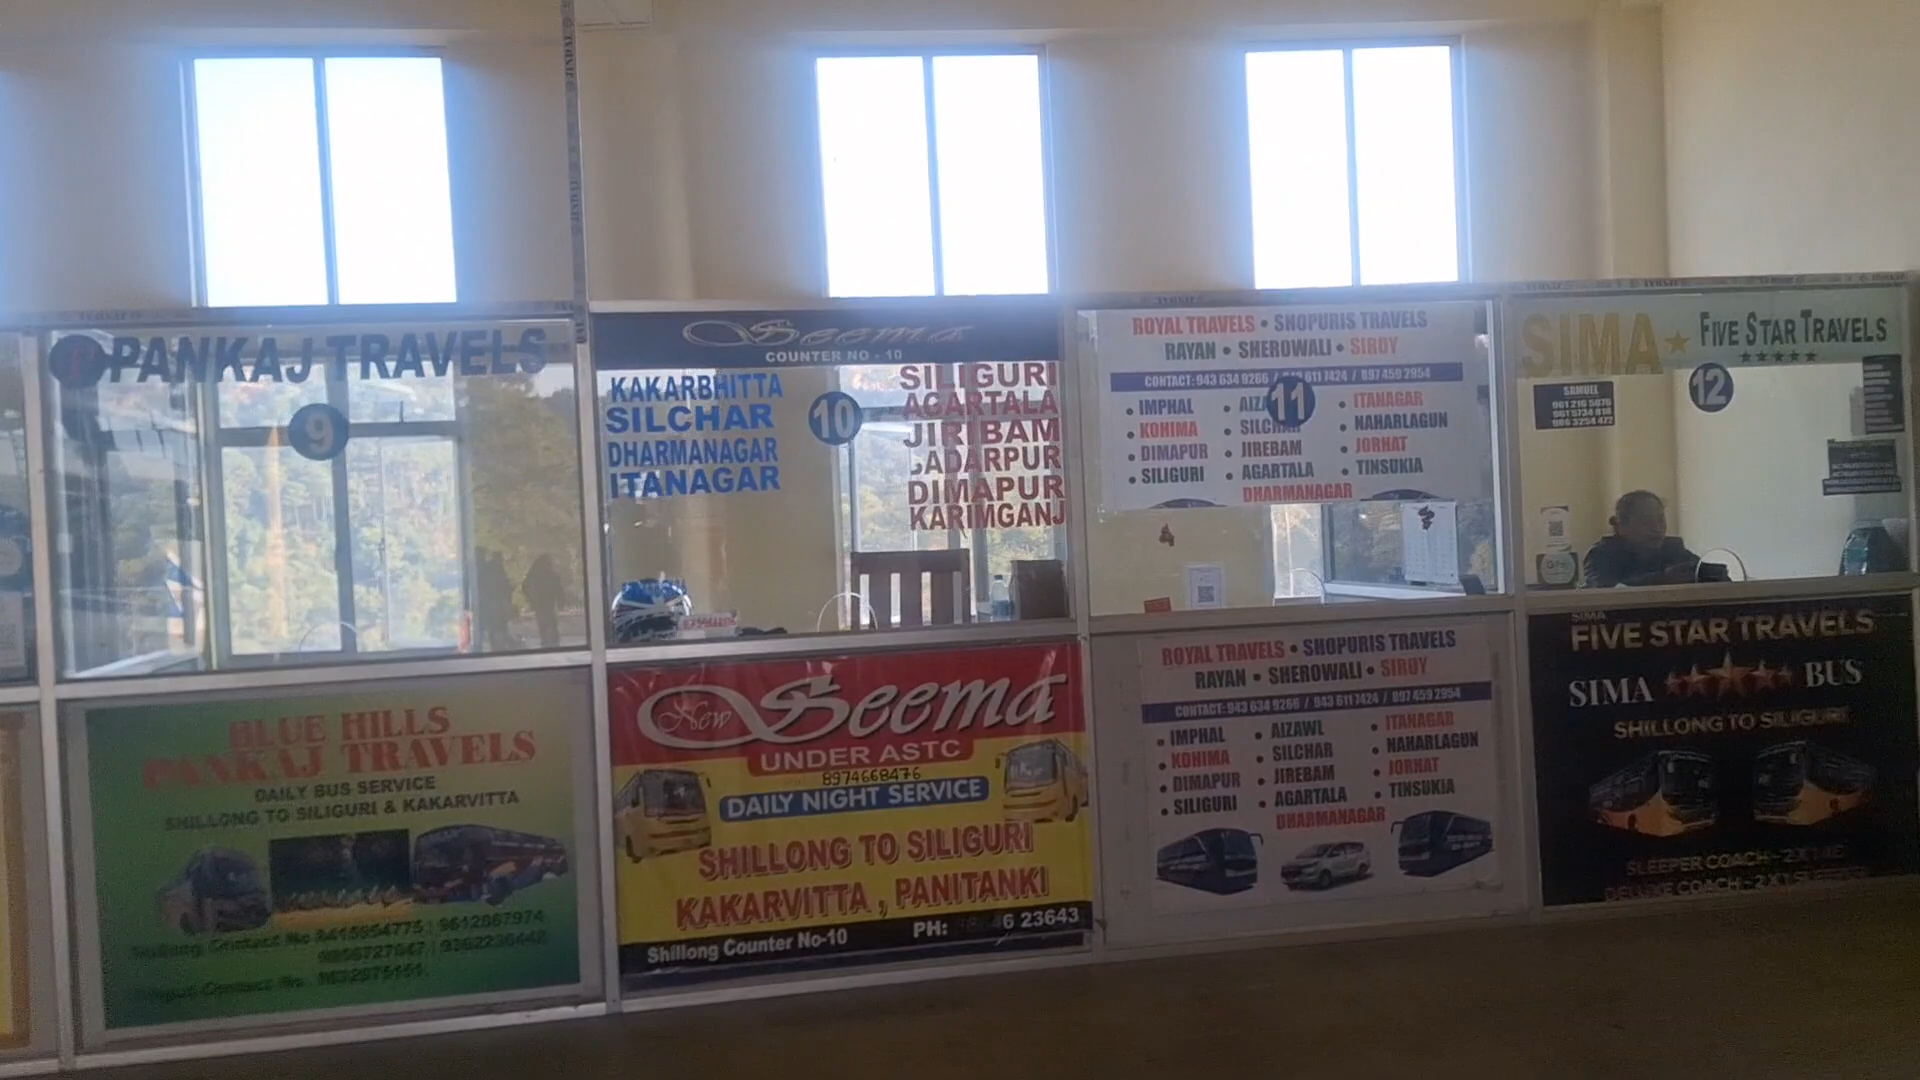 PANKAJ TRAVELS
9
BLUE HILLS
PANKAJ TRAVELS
DAILY BUS SERVICE
SHILLONG TO SILIGURI & KAKARVITTA
Seema
COUNTER NO - 10
10
KAKARBHITTA
SILCHAR
DHARMANAGAR
ITANAGAR
SILIGURI
AGARTALA
JIRIBAM
BADARPUR
DIMAPUR
KARIMGANJ
New Seema
UNDER ASTC
8974668476
DAILY NIGHT SERVICE
SHILLONG TO SILIGURI
KAKARVITTA, PANITANKI
Shillong Counter No-10
PH: 6 23643
ROYAL TRAVELS • SHOPURIS TRAVELS
RAYAN • SHEROWALI • SIROY
CONTACT: 943 634 9266 / 943 611 7424 / 897 459 2954
11
• IMPHAL
• KOHIMA
• DIMAPUR
• SILIGURI
• AIZA
• SILCHAR
• JIREBAM
• AGARTALA
DHARMANAGAR
• ITANAGAR
• NAHARLAGUN
• JORHAT
• TINSUKIA
ROYAL TRAVELS • SHOPURIS TRAVELS
RAYAN • SHEROWALI • SIROY
CONTACT: 943 634 9266 / 943 611 7424 / 897 459 2954
• IMPHAL
• KOHIMA
• DIMAPUR
• SILIGURI
• AIZAWL
• SILCHAR
• JIREBAM
• AGARTALA
DHARMANAGAR
• ITANAGAR
• NAHARLAGUN
• JORHAT
• TINSUKIA
SIMA FIVE STAR TRAVELS
12
SAMUEL
SIMA
FIVE STAR TRAVELS
SIMA BUS
SHILLONG TO SILIGURI
SLEEPER COACH - 2X1
DELUXE COACH - 2X1